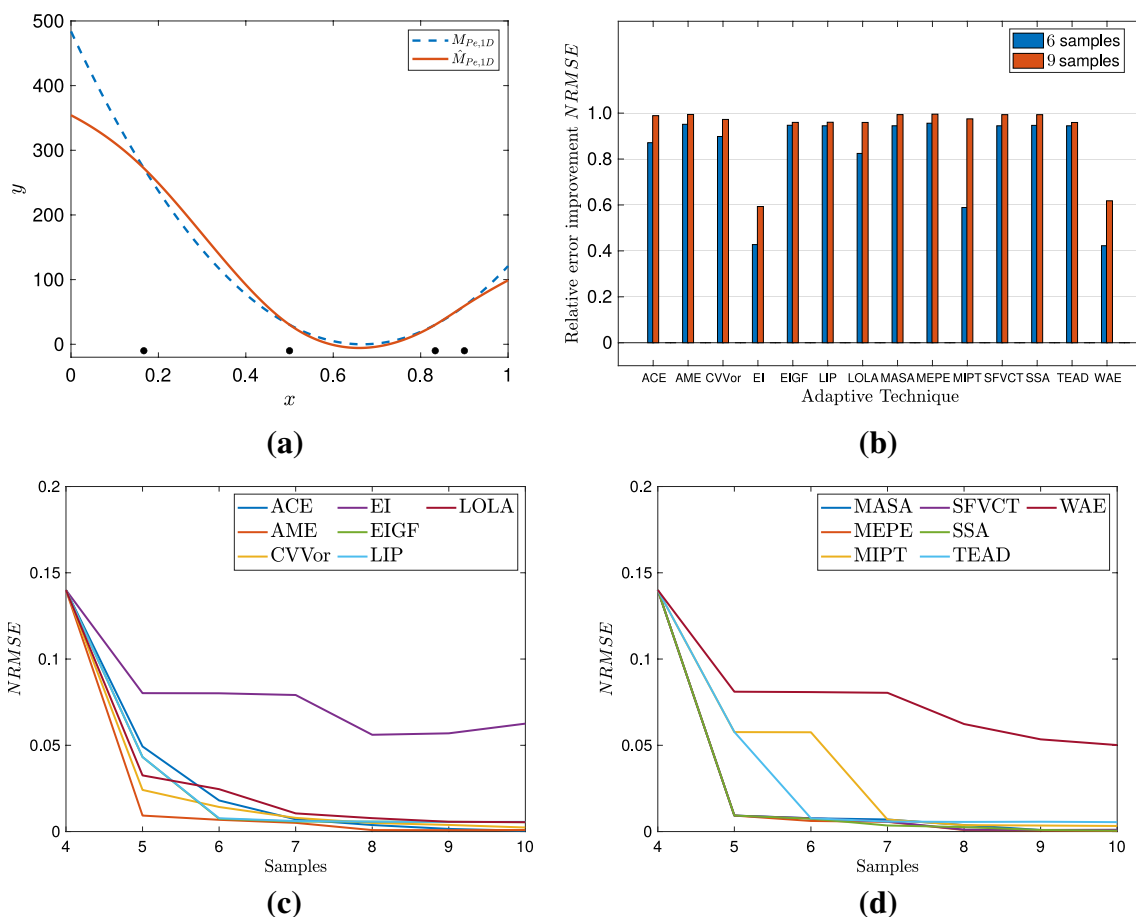 500
400
300
200
100
0
y
0
0.2
0.4
0.6
0.8
1
x
M_{Pe,1D}
M̂_{Pe,1D}
(a)
6 samples
9 samples
Relative error improvement NRMSE
1.0
0.8
0.6
0.4
0.2
0
ACE AME CVVor EI EIGF LIP LOLA MASA MEPE MIPT SFVCT SSA TEAD WAE
Adaptive Technique
(b)
0.2
0.15
0.1
0.05
0
NRMSE
ACE EI LOLA
AME EIGF
CVVor LIP
4 5 6 7 8 9 10
Samples
(c)
0.2
0.15
0.1
0.05
0
NRMSE
MASA SFVCT WAE
MEPE SSA
MIPT TEAD
4 5 6 7 8 9 10
Samples
(d)